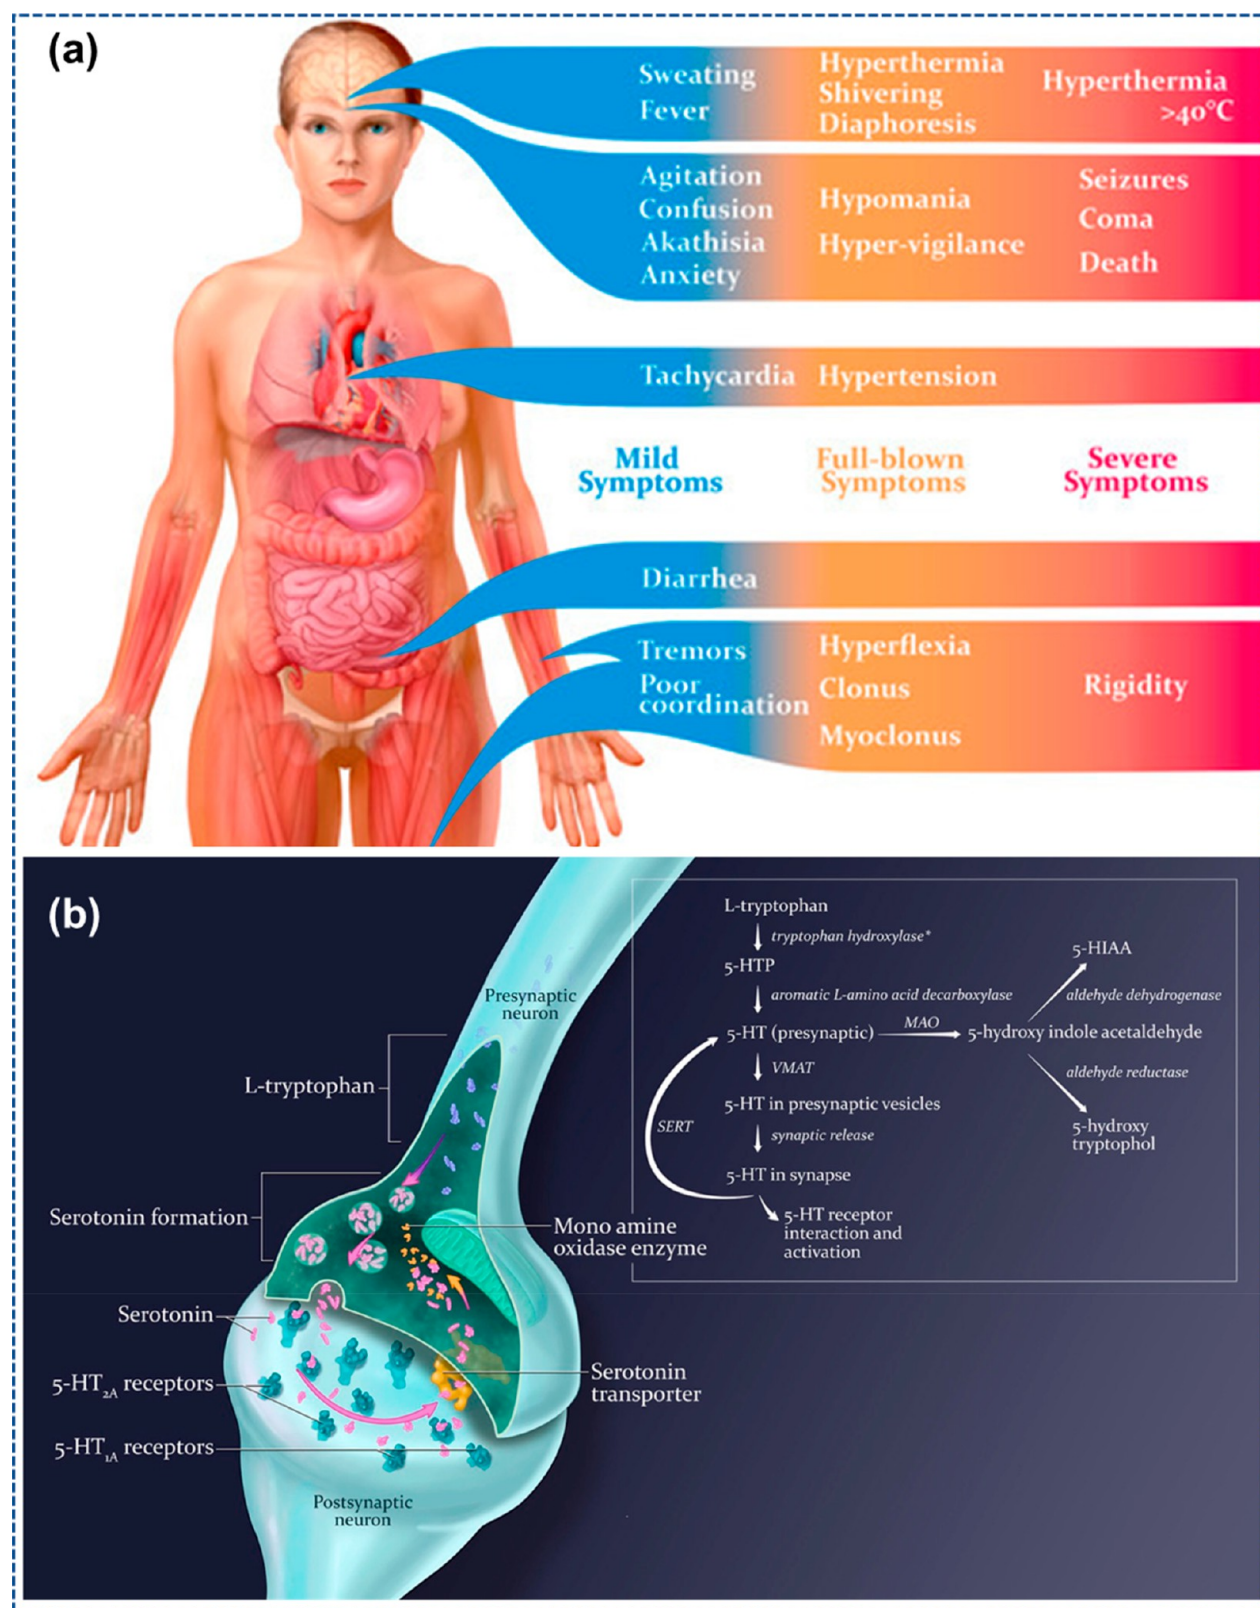 (a)
Sweating
Fever
Hyperthermia
Shivering
Diaphoresis
Hyperthermia
>40°C
Agitation
Confusion
Akathisia
Anxiety
Hypomania
Hyper-vigilance
Seizures
Coma
Death
Tachycardia
Hypertension
Mild
Symptoms
Full-blown
Symptoms
Severe
Symptoms
Diarrhea
Tremors
Poor
coordination
Hyperflexia
Clonus
Myoclonus
Rigidity
(b)
Presynaptic
neuron
L-tryptophan
Serotonin formation
Mono amine
oxidase enzyme
Serotonin
5-HT2A receptors
5-HT1A receptors
Serotonin
transporter
Postsynaptic
neuron
L-tryptophan
tryptophan hydroxylase*
5-HTP
aromatic L-amino acid decarboxylase
5-HT (presynaptic)
MAO
5-hydroxy indole acetaldehyde
5-HIAA
aldehyde dehydrogenase
aldehyde reductase
5-hydroxy
tryptophol
VMAT
5-HT in presynaptic vesicles
SERT
synaptic release
5-HT in synapse
5-HT receptor
interaction and
activation